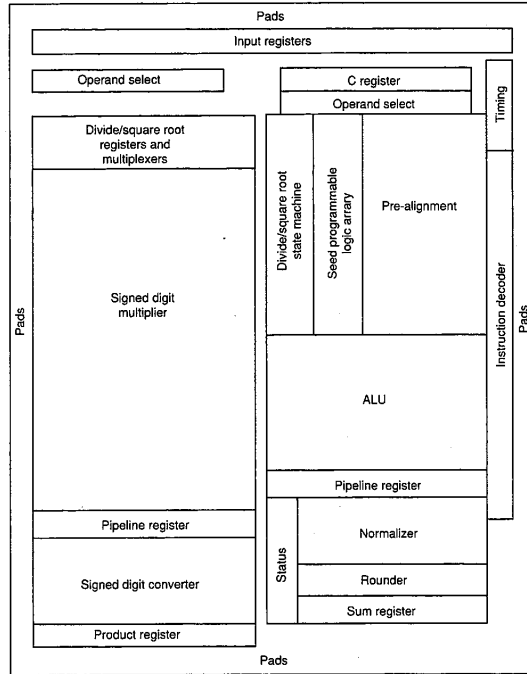 Pads
Input registers
Operand select
C register
Operand select
Timing
Divide/square root
registers and
multiplexers
Divide/square root
state machine
Seed programmable
logic arrary
Pre-alignment
Instruction decoder
Signed digit
multiplier
Pads
Pads
ALU
Pipeline register
Pipeline register
Status
Normalizer
Signed digit converter
Rounder
Sum register
Product register
Pads